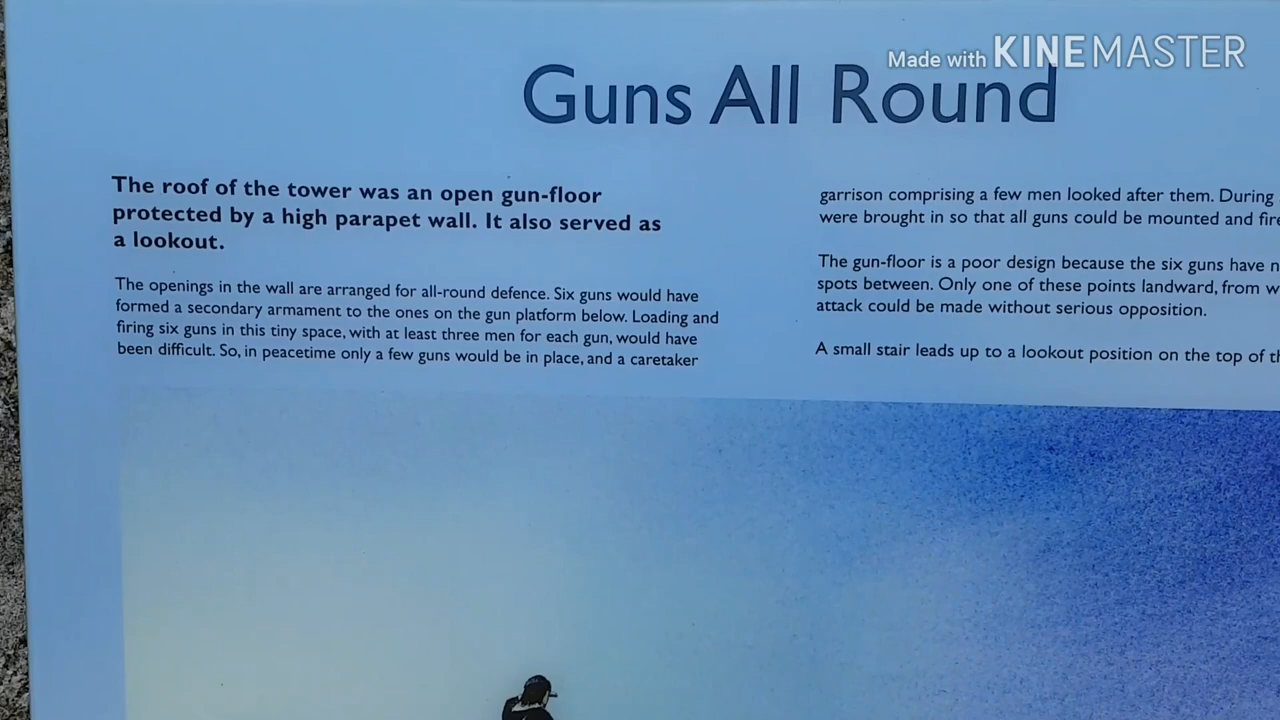 Made with KINEMASTER
Guns All Round
The roof of the tower was an open gun-floor
protected by a high parapet wall. It also served as
a lookout.
The openings in the wall are arranged for all-round defence. Six guns would have
formed a secondary armament to the ones on the gun platform below. Loading and
firing six guns in this tiny space, with at least three men for each gun, would have
been difficult. So, in peacetime only a few guns would be in place, and a caretaker
garrison comprising a few men looked after them. During
were brought in so that all guns could be mounted and
The gun-floor is a poor design because the six guns have
spots between. Only one of these points landward, from
attack could be made without serious opposition.
A small stair leads up to a lookout position on the top of